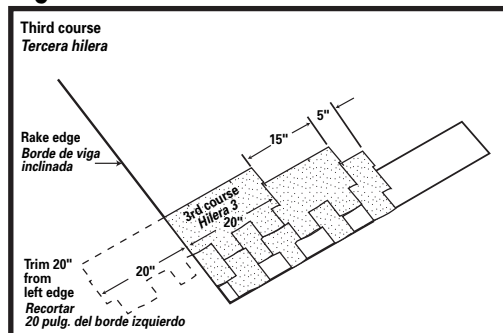 Third course
Tercera hilera
5"
15"
Rake edge
Borde de viga
inclinada
3rd course
Hilera 3
20"
20"
Trim 20"
from
left edge
Recortar
20 pulg. del borde izquierdo